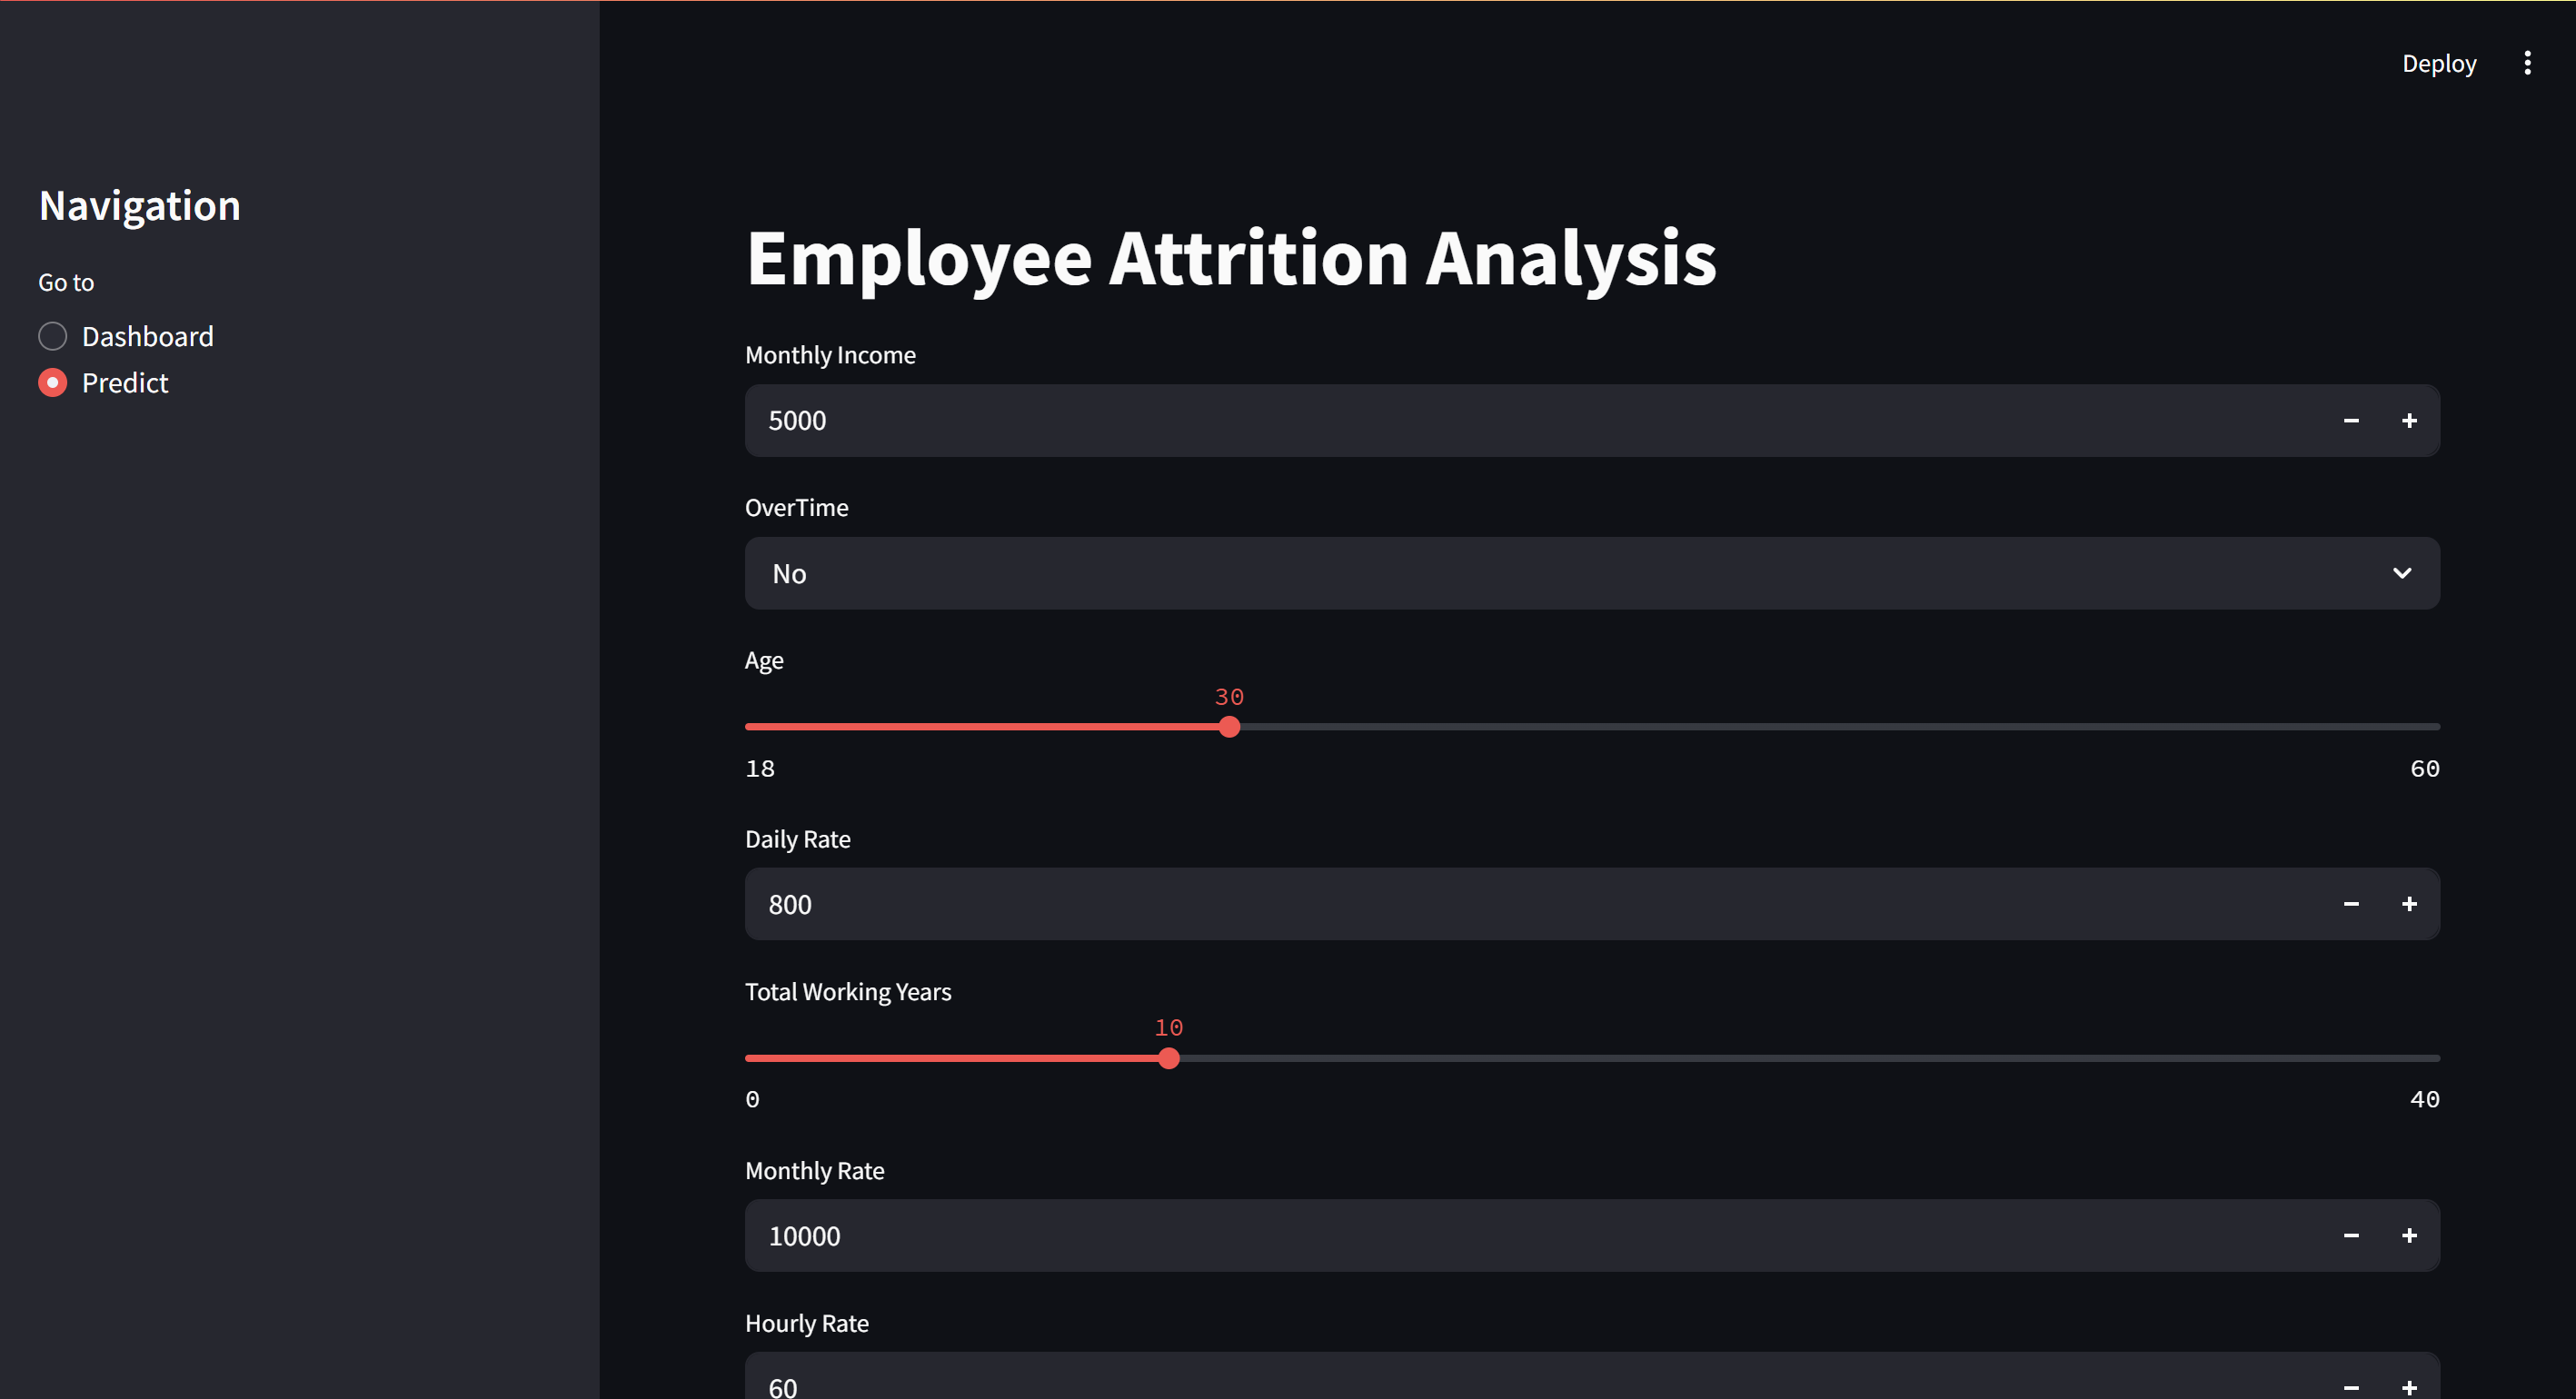 Deploy
Navigation
Go to
Dashboard
Predict
Employee Attrition Analysis
Monthly Income
5000
OverTime
No
Age
30
18
60
Daily Rate
800
Total Working Years
10
0
40
Monthly Rate
10000
Hourly Rate
60